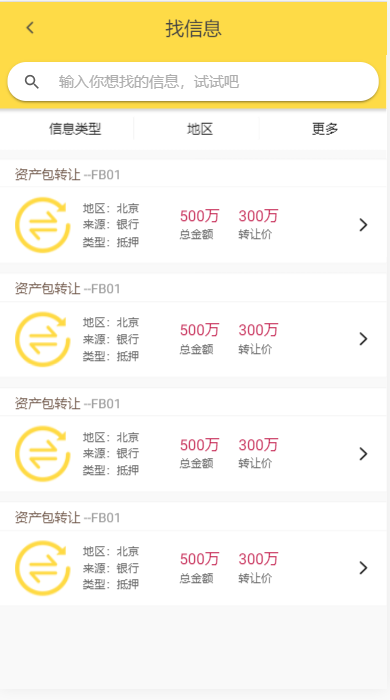 找信息
输入你想找的信息，试试吧
信息类型 地区 更多
资产包转让 --FB01
地区：北京
来源：银行
类型：抵押
500万 300万
总金额 转让价
资产包转让 --FB01
地区：北京
来源：银行
类型：抵押
500万 300万
总金额 转让价
资产包转让 --FB01
地区：北京
来源：银行
类型：抵押
500万 300万
总金额 转让价
资产包转让 --FB01
地区：北京
来源：银行
类型：抵押
500万 300万
总金额 转让价